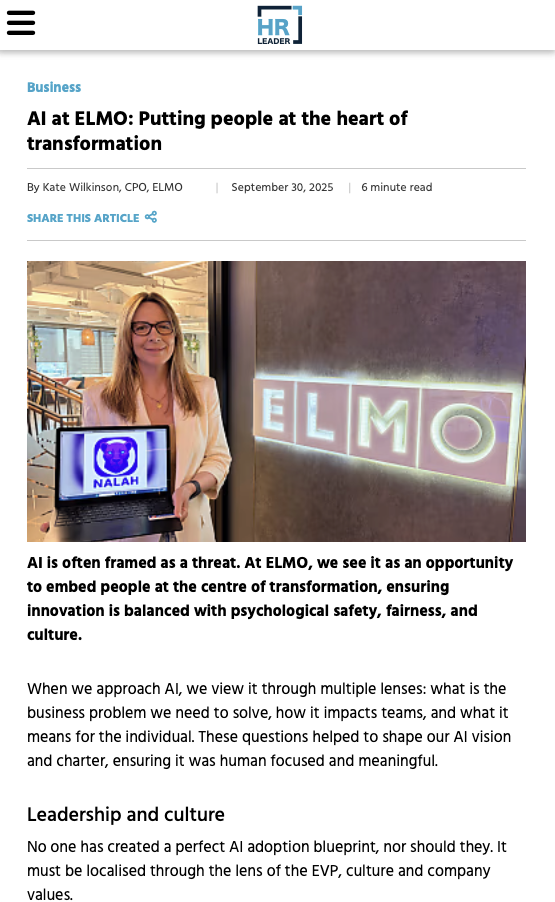 HR
LEADER
Business
AI at ELMO: Putting people at the heart of
transformation
By Kate Wilkinson, CPO, ELMO | September 30, 2025 | 6 minute read
SHARE THIS ARTICLE
ELMO
NALAH
AI is often framed as a threat. At ELMO, we see it as an opportunity
to embed people at the centre of transformation, ensuring
innovation is balanced with psychological safety, fairness, and
culture.
When we approach AI, we view it through multiple lenses: what is the
business problem we need to solve, how it impacts teams, and what it
means for the individual. These questions helped to shape our AI vision
and charter, ensuring it was human focused and meaningful.
Leadership and culture
No one has created a perfect AI adoption blueprint, nor should they. It
must be localised through the lens of the EVP, culture and company
values.